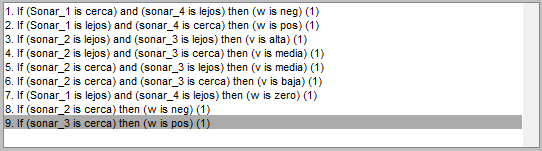 1. If (Sonar_1 is cerca) and (sonar_4 is lejos) then (w is neg) (1)
2. If (Sonar_1 is lejos) and (sonar_4 is cerca) then (w is pos) (1)
3. If (sonar_2 is lejos) and (sonar_3 is lejos) then (v is alta) (1)
4. If (sonar_2 is lejos) and (sonar_3 is cerca) then (v is media) (1)
5. If (sonar_2 is cerca) and (sonar_3 is lejos) then (v is media) (1)
6. If (sonar_2 is cerca) and (sonar_3 is cerca) then (v is baja) (1)
7. If (Sonar_1 is lejos) and (sonar_4 is lejos) then (w is zero) (1)
8. If (sonar_2 is cerca) then (w is neg) (1)
9. If (sonar_3 is cerca) then (w is pos) (1)